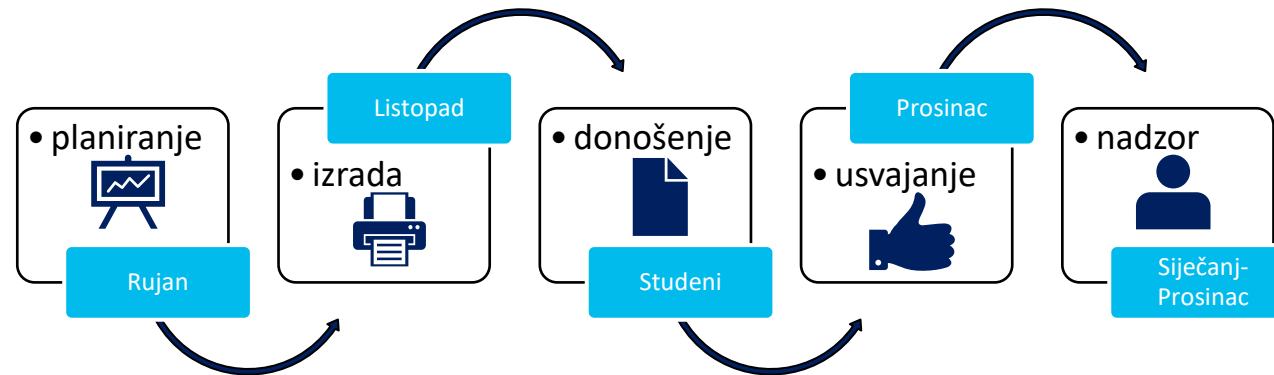 • planiranje
Rujan
Listopad
• izrada
• donošenje
Studeni
Prosinac
• usvajanje
• nadzor
Siječanj-
Prosinac